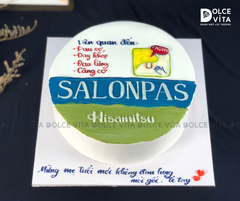 DOLCE VITA
Liên quan đến:
- Đau cơ
- Đau khớp
- Đau lưng
- Căng cơ
SALONPAS
Hisamitsu
Mừng mẹ tuổi mới không đau lưng
mỏi gối. Tê tay